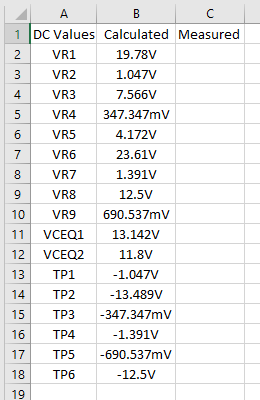 A B C
1 DC Values Calculated Measured
2 VR1 19.78V
3 VR2 1.047V
4 VR3 7.566V
5 VR4 347.347mV
6 VR5 4.172V
7 VR6 23.61V
8 VR7 1.391V
9 VR8 12.5V
10 VR9 690.537mV
11 VCEQ1 13.142V
12 VCEQ2 11.8V
13 TP1 -1.047V
14 TP2 -13.489V
15 TP3 -347.347mV
16 TP4 -1.391V
17 TP5 -690.537mV
18 TP6 -12.5V
19